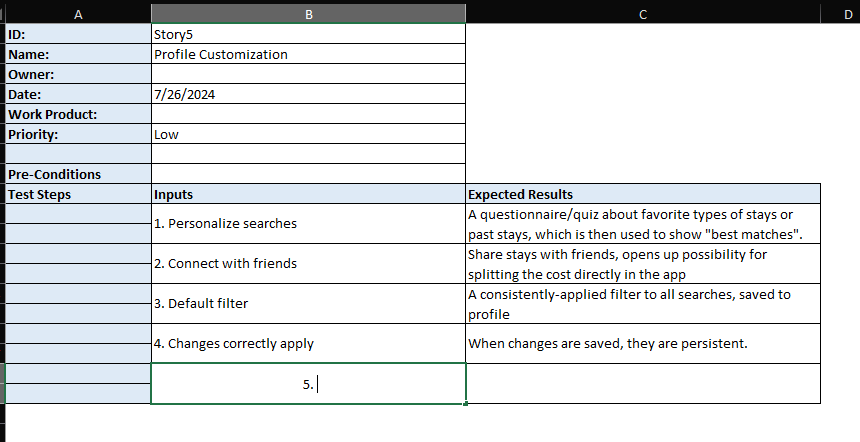 A B C D
ID: Story5
Name: Profile Customization
Owner:
Date: 7/26/2024
Work Product:
Priority: Low
Pre-Conditions
Test Steps Inputs Expected Results
1. Personalize searches
A questionnaire/quiz about favorite types of stays or
past stays, which is then used to show "best matches".
2. Connect with friends
Share stays with friends, opens up possibility for
splitting the cost directly in the app
3. Default filter
A consistently-applied filter to all searches, saved to
profile
4. Changes correctly apply
When changes are saved, they are persistent.
5.